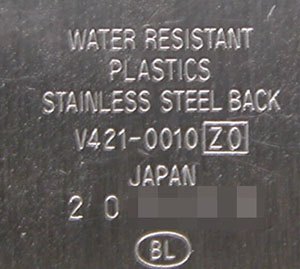 WATER RESISTANT
PLASTICS
STAINLESS STEEL BACK
V421-0010 Z0
JAPAN
2 0
BL